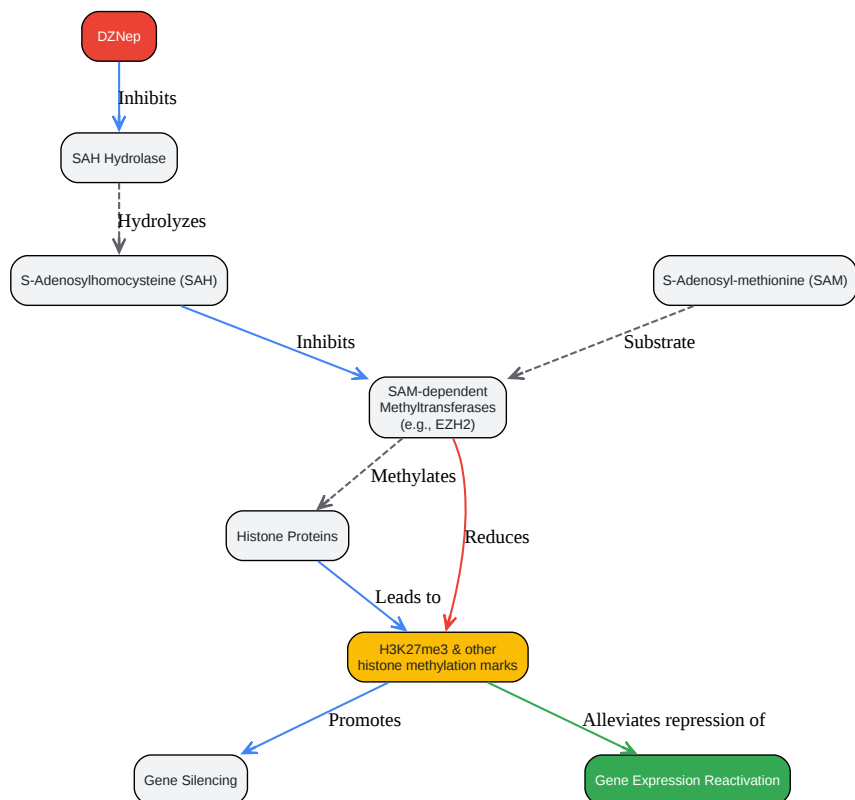 DZNep
Inhibits
SAH Hydrolase
Hydrolyzes
S-Adenosylhomocysteine (SAH)
S-Adenosyl-methionine (SAM)
Inhibits
Substrate
SAM-dependent
Methyltransferases
(e.g., EZH2)
Methylates
Histone Proteins
Reduces
Leads to
H3K27me3 & other
histone methylation marks
Promotes
Alleviates repression of
Gene Silencing
Gene Expression Reactivation